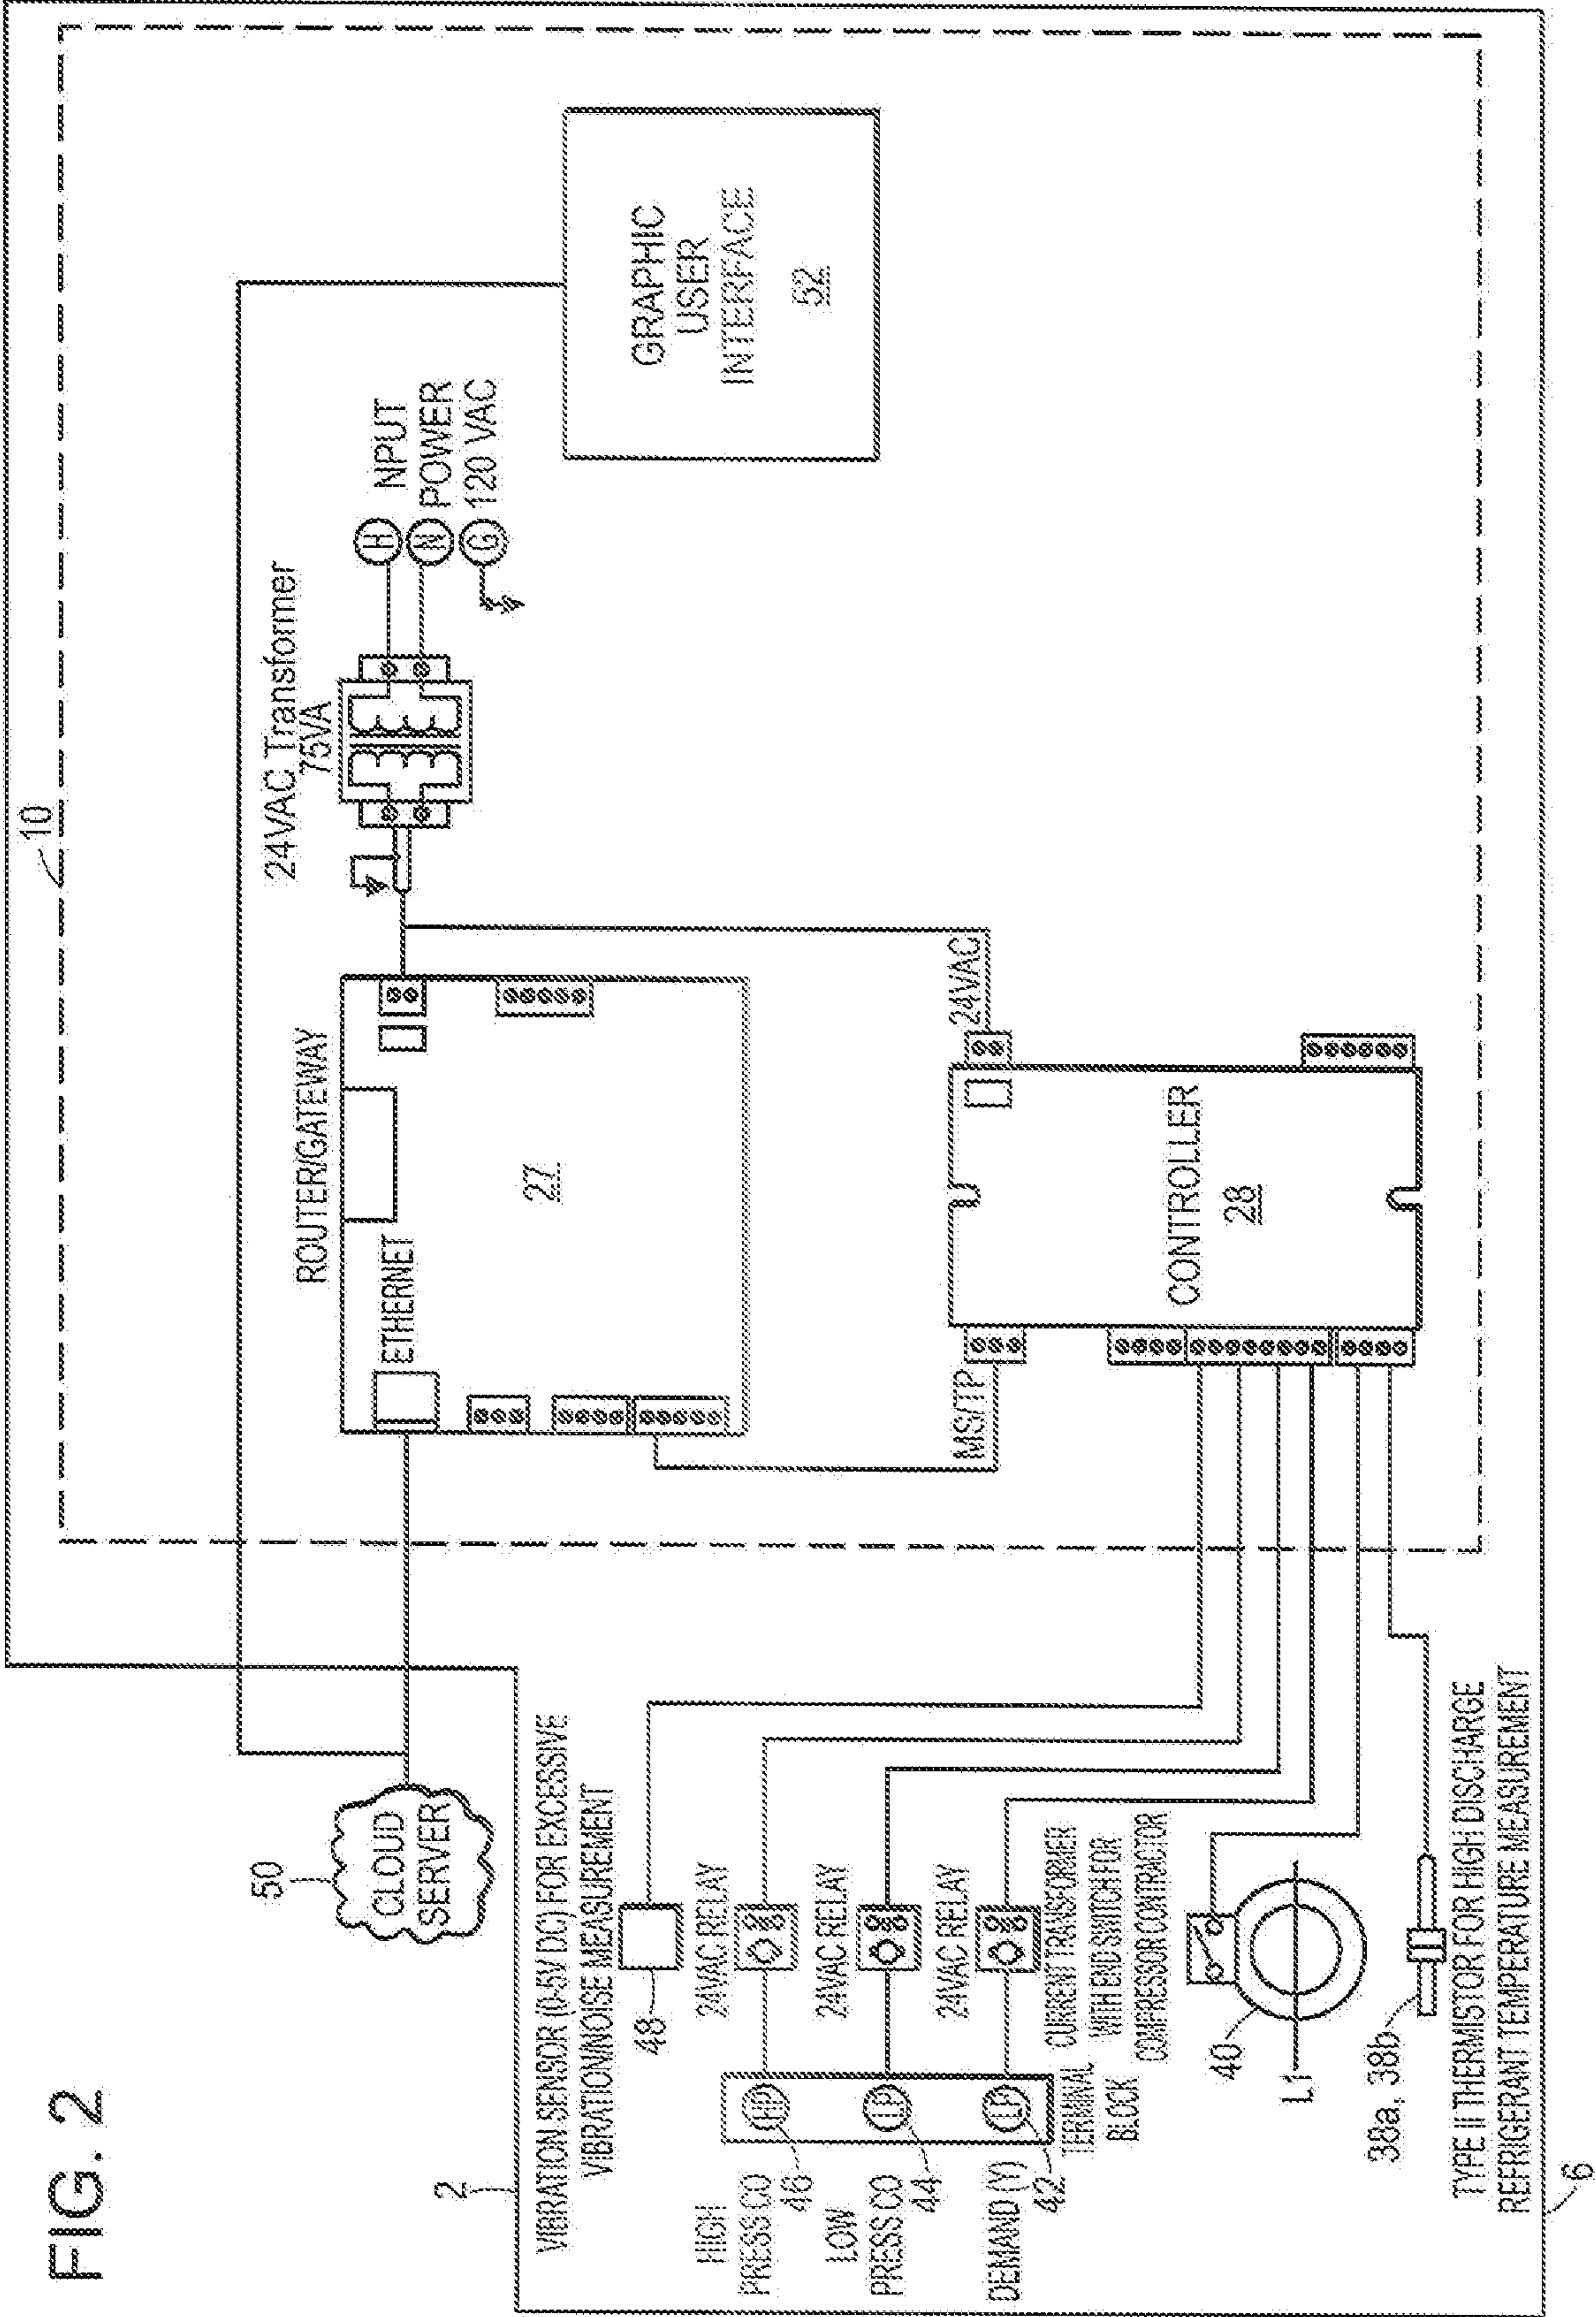 FIG. 2
10
24VAC Transformer
75VA
H
N
G
NPUT
POWER
120 VAC
GRAPHIC
USER
INTERFACE
52
ROUTER/GATEWAY
ETHERNET
27
24VAC
MS/TP
CONTROLLER
28
50
CLOUD
SERVER
2
VIBRATION SENSOR (0-5V DC) FOR EXCESSIVE
VIBRATION/NOISE MEASUREMENT
48
HIGH
PRESS CO
46
HP
24VAC RELAY
LOW
PRESS CO
44
LP
24VAC RELAY
DEMAND (Y)
42
24VAC RELAY
TERMINAL
BLOCK
CURRENT TRANSFORMER
WITH END SWITCH FOR
COMPRESSOR CONTRACTOR
40
L1
38a, 38b
TYPE II THERMISTOR FOR HIGH DISCHARGE
REFRIGERANT TEMPERATURE MEASUREMENT
6